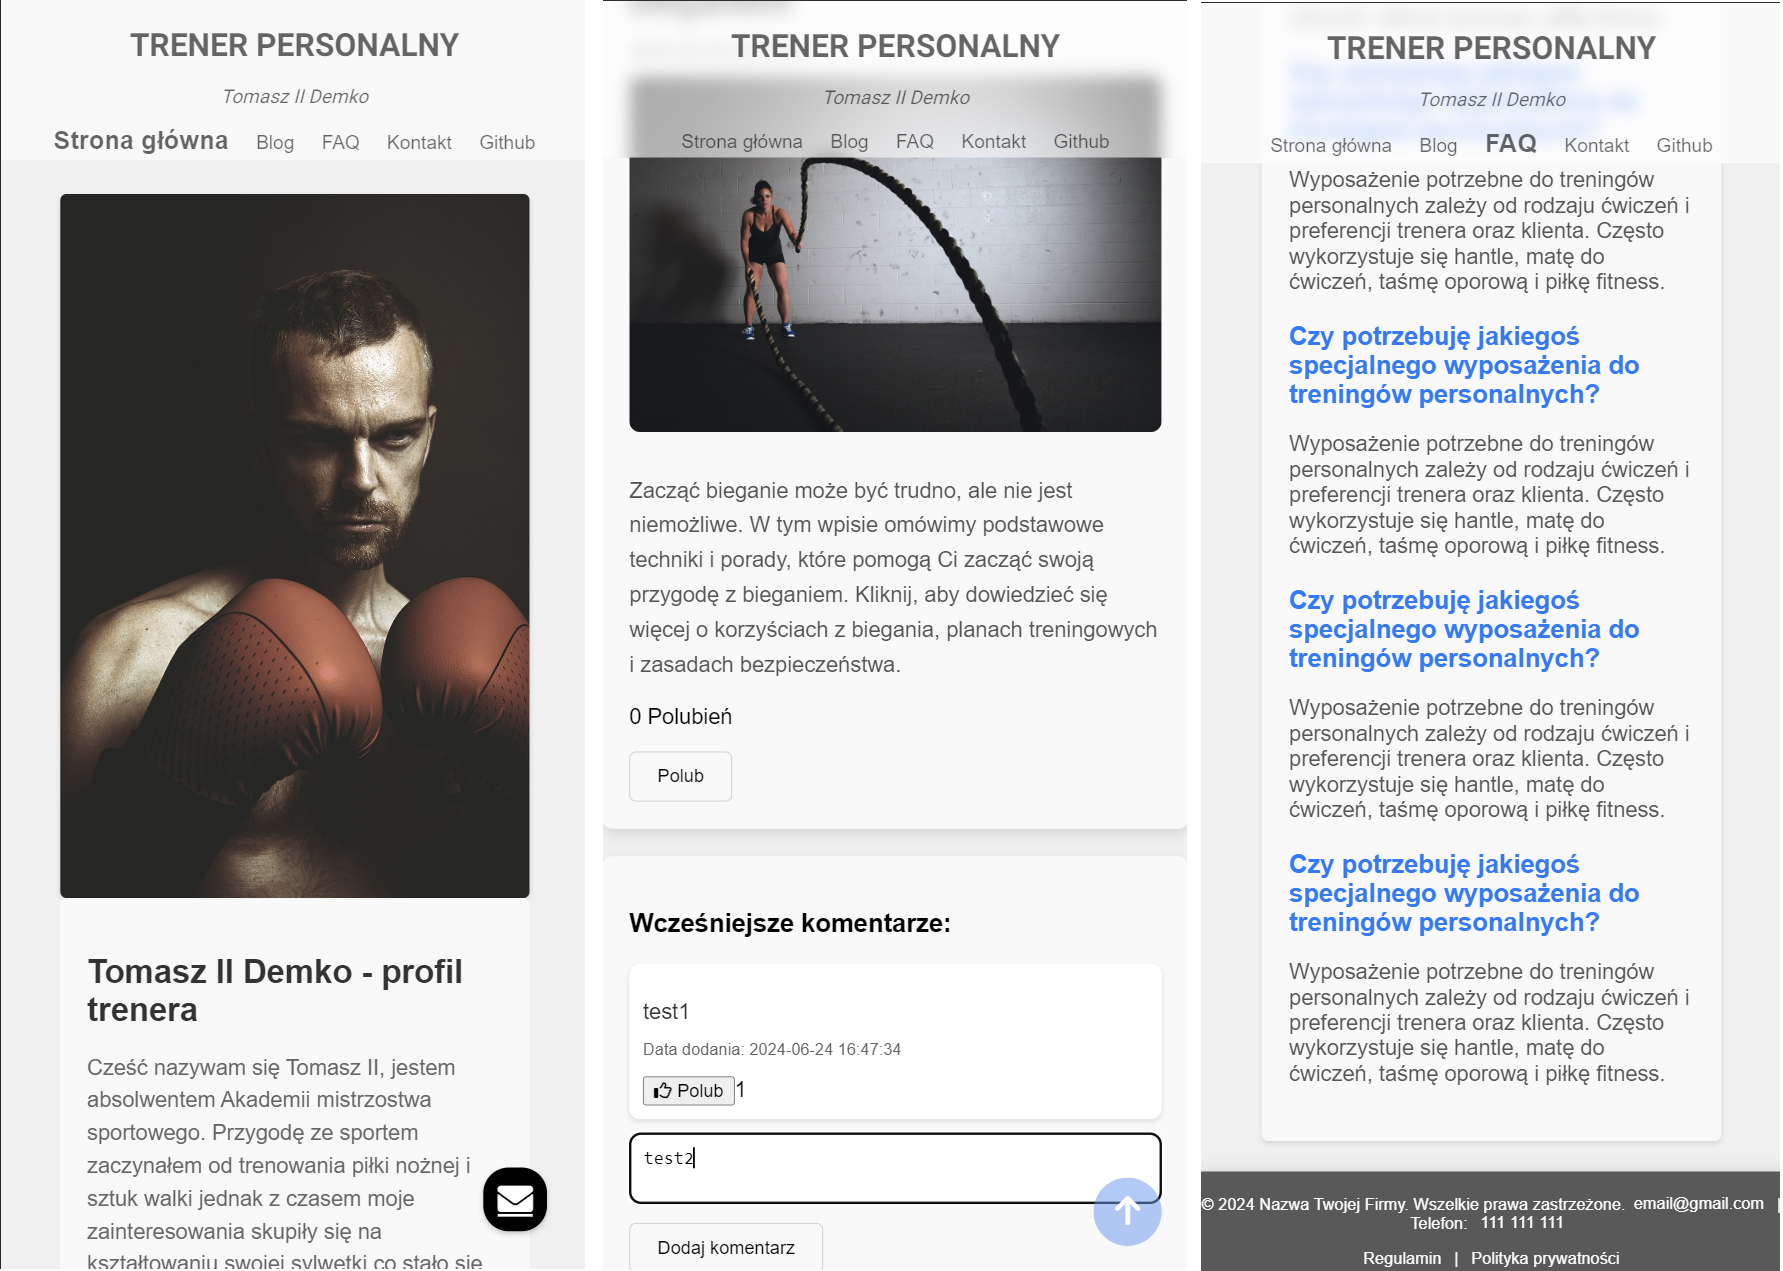 TRENER PERSONALNY
Tomasz II Demko
Strona główna Blog FAQ Kontakt Github
Tomasz II Demko - profil
trenera
Cześć nazywam się Tomasz II, jestem
absolwentem Akademii mistrzostwa
sportowego. Przygodę ze sportem
zaczynałem od trenowania piłki nożnej i
sztuk walki jednak z czasem moje
zainteresowania skupiły się na
kształtowaniu swojej sylwetki co stało się
TRENER PERSONALNY
Tomasz II Demko
Strona główna Blog FAQ Kontakt Github
Zacząć bieganie może być trudno, ale nie jest
niemożliwe. W tym wpisie omówimy podstawowe
techniki i porady, które pomogą Ci zacząć swoją
przygodę z bieganiem. Kliknij, aby dowiedzieć się
więcej o korzyściach z biegania, planach treningowych
i zasadach bezpieczeństwa.
0 Polubień
Polub
Wcześniejsze komentarze:
test1
Data dodania: 2024-06-24 16:47:34
Polub 1
test2
Dodaj komentarz
TRENER PERSONALNY
Tomasz II Demko
Strona główna Blog FAQ Kontakt Github
Wyposażenie potrzebne do treningów
personalnych zależy od rodzaju ćwiczeń i
preferencji trenera oraz klienta. Często
wykorzystuje się hantle, matę do
ćwiczeń, taśmę oporową i piłkę fitness.
Czy potrzebuję jakiegoś
specjalnego wyposażenia do
treningów personalnych?
Wyposażenie potrzebne do treningów
personalnych zależy od rodzaju ćwiczeń i
preferencji trenera oraz klienta. Często
wykorzystuje się hantle, matę do
ćwiczeń, taśmę oporową i piłkę fitness.
Czy potrzebuję jakiegoś
specjalnego wyposażenia do
treningów personalnych?
Wyposażenie potrzebne do treningów
personalnych zależy od rodzaju ćwiczeń i
preferencji trenera oraz klienta. Często
wykorzystuje się hantle, matę do
ćwiczeń, taśmę oporową i piłkę fitness.
Czy potrzebuję jakiegoś
specjalnego wyposażenia do
treningów personalnych?
Wyposażenie potrzebne do treningów
personalnych zależy od rodzaju ćwiczeń i
preferencji trenera oraz klienta. Często
wykorzystuje się hantle, matę do
ćwiczeń, taśmę oporową i piłkę fitness.
© 2024 Nazwa Twojej Firmy. Wszelkie prawa zastrzeżone. email@gmail.com |
Telefon: 111 111 111
Regulamin | Polityka prywatności